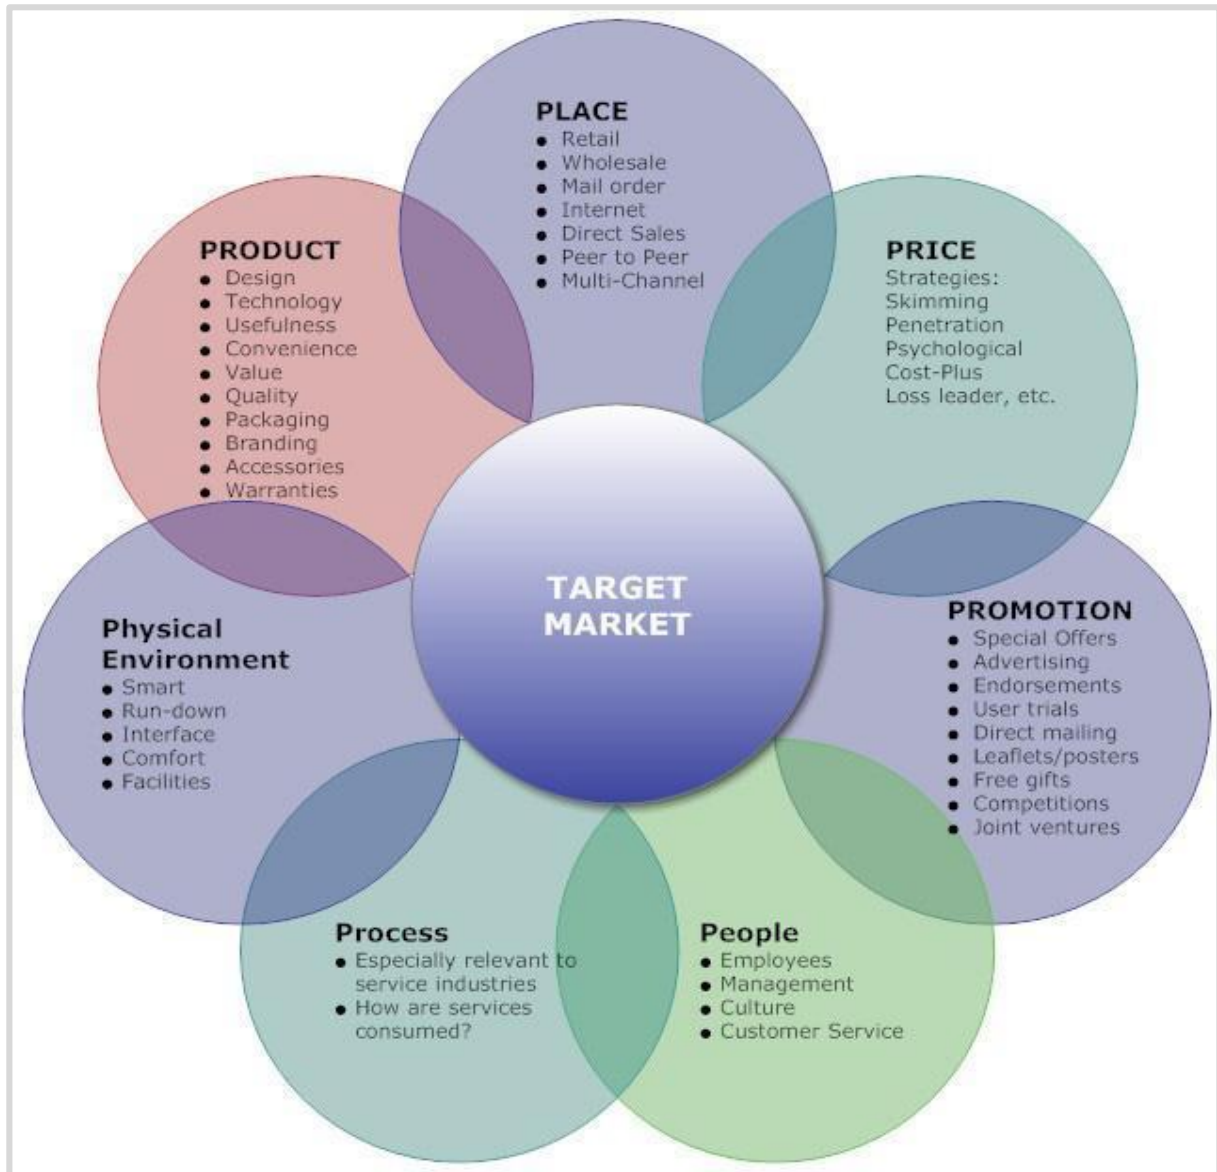 PLACE
● Retail
● Wholesale
● Mail order
● Internet
● Direct Sales
● Peer to Peer
● Multi-Channel
PRODUCT
● Design
● Technology
● Usefulness
● Convenience
● Value
● Quality
● Packaging
● Branding
● Accessories
● Warranties
PRICE
Strategies:
Skimming
Penetration
Psychological
Cost-Plus
Loss leader, etc.
TARGET
MARKET
Physical
Environment
● Smart
● Run-down
● Interface
● Comfort
● Facilities
PROMOTION
● Special Offers
● Advertising
● Endorsements
● User trials
● Direct mailing
● Leaflets/posters
● Free gifts
● Competitions
● Joint ventures
Process
● Especially relevant to
service industries
● How are services
consumed?
People
● Employees
● Management
● Culture
● Customer Service